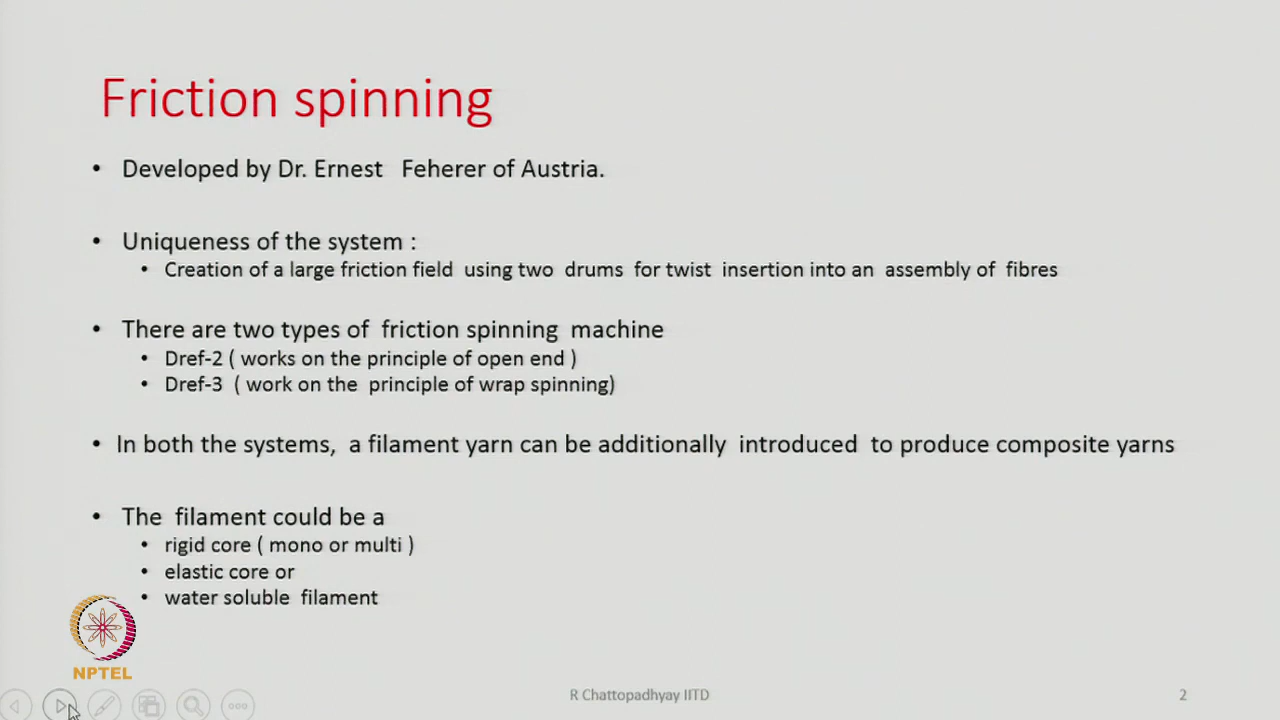 Friction spinning
• Developed by Dr. Ernest Feherer of Austria.
• Uniqueness of the system :
• Creation of a large friction field using two drums for twist insertion into an assembly of fibres
• There are two types of friction spinning machine
• Dref-2 ( works on the principle of open end )
• Dref-3 ( work on the principle of wrap spinning)
• In both the systems, a filament yarn can be additionally introduced to produce composite yarns
• The filament could be a
• rigid core ( mono or multi )
• elastic core or
• water soluble filament
NPTEL
R Chattopadhyay IITD
2